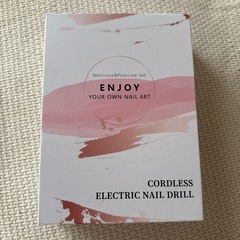 Manicure&Pedicure Set
ENJOY
YOUR OWN NAIL ART
CORDLESS
ELECTRIC NAIL DRILL